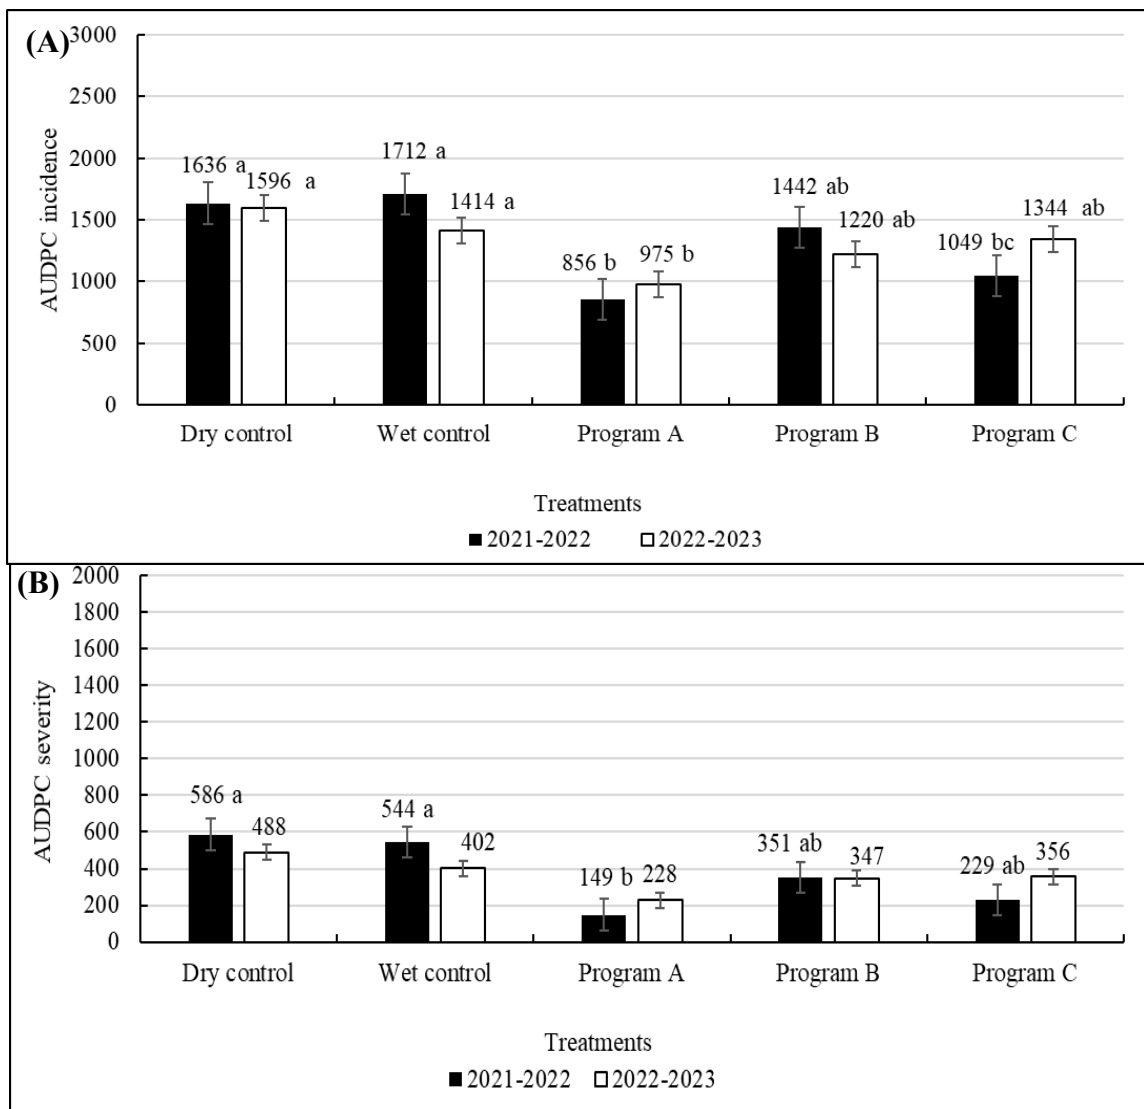 (A)
AUDPC incidence
3000
2500
2000
1500
1000
500
0
1636 a
1596 a
1712 a
1414 a
856 b
975 b
1442 ab
1220 ab
1049 bc
1344 ab
Dry control
Wet control
Program A
Program B
Program C
Treatments
2021-2022
2022-2023
(B)
AUDPC severity
2000
1800
1600
1400
1200
1000
800
600
400
200
0
586 a
488
544 a
402
149 b
228
351 ab
347
229 ab
356
Dry control
Wet control
Program A
Program B
Program C
Treatments
2021-2022
2022-2023